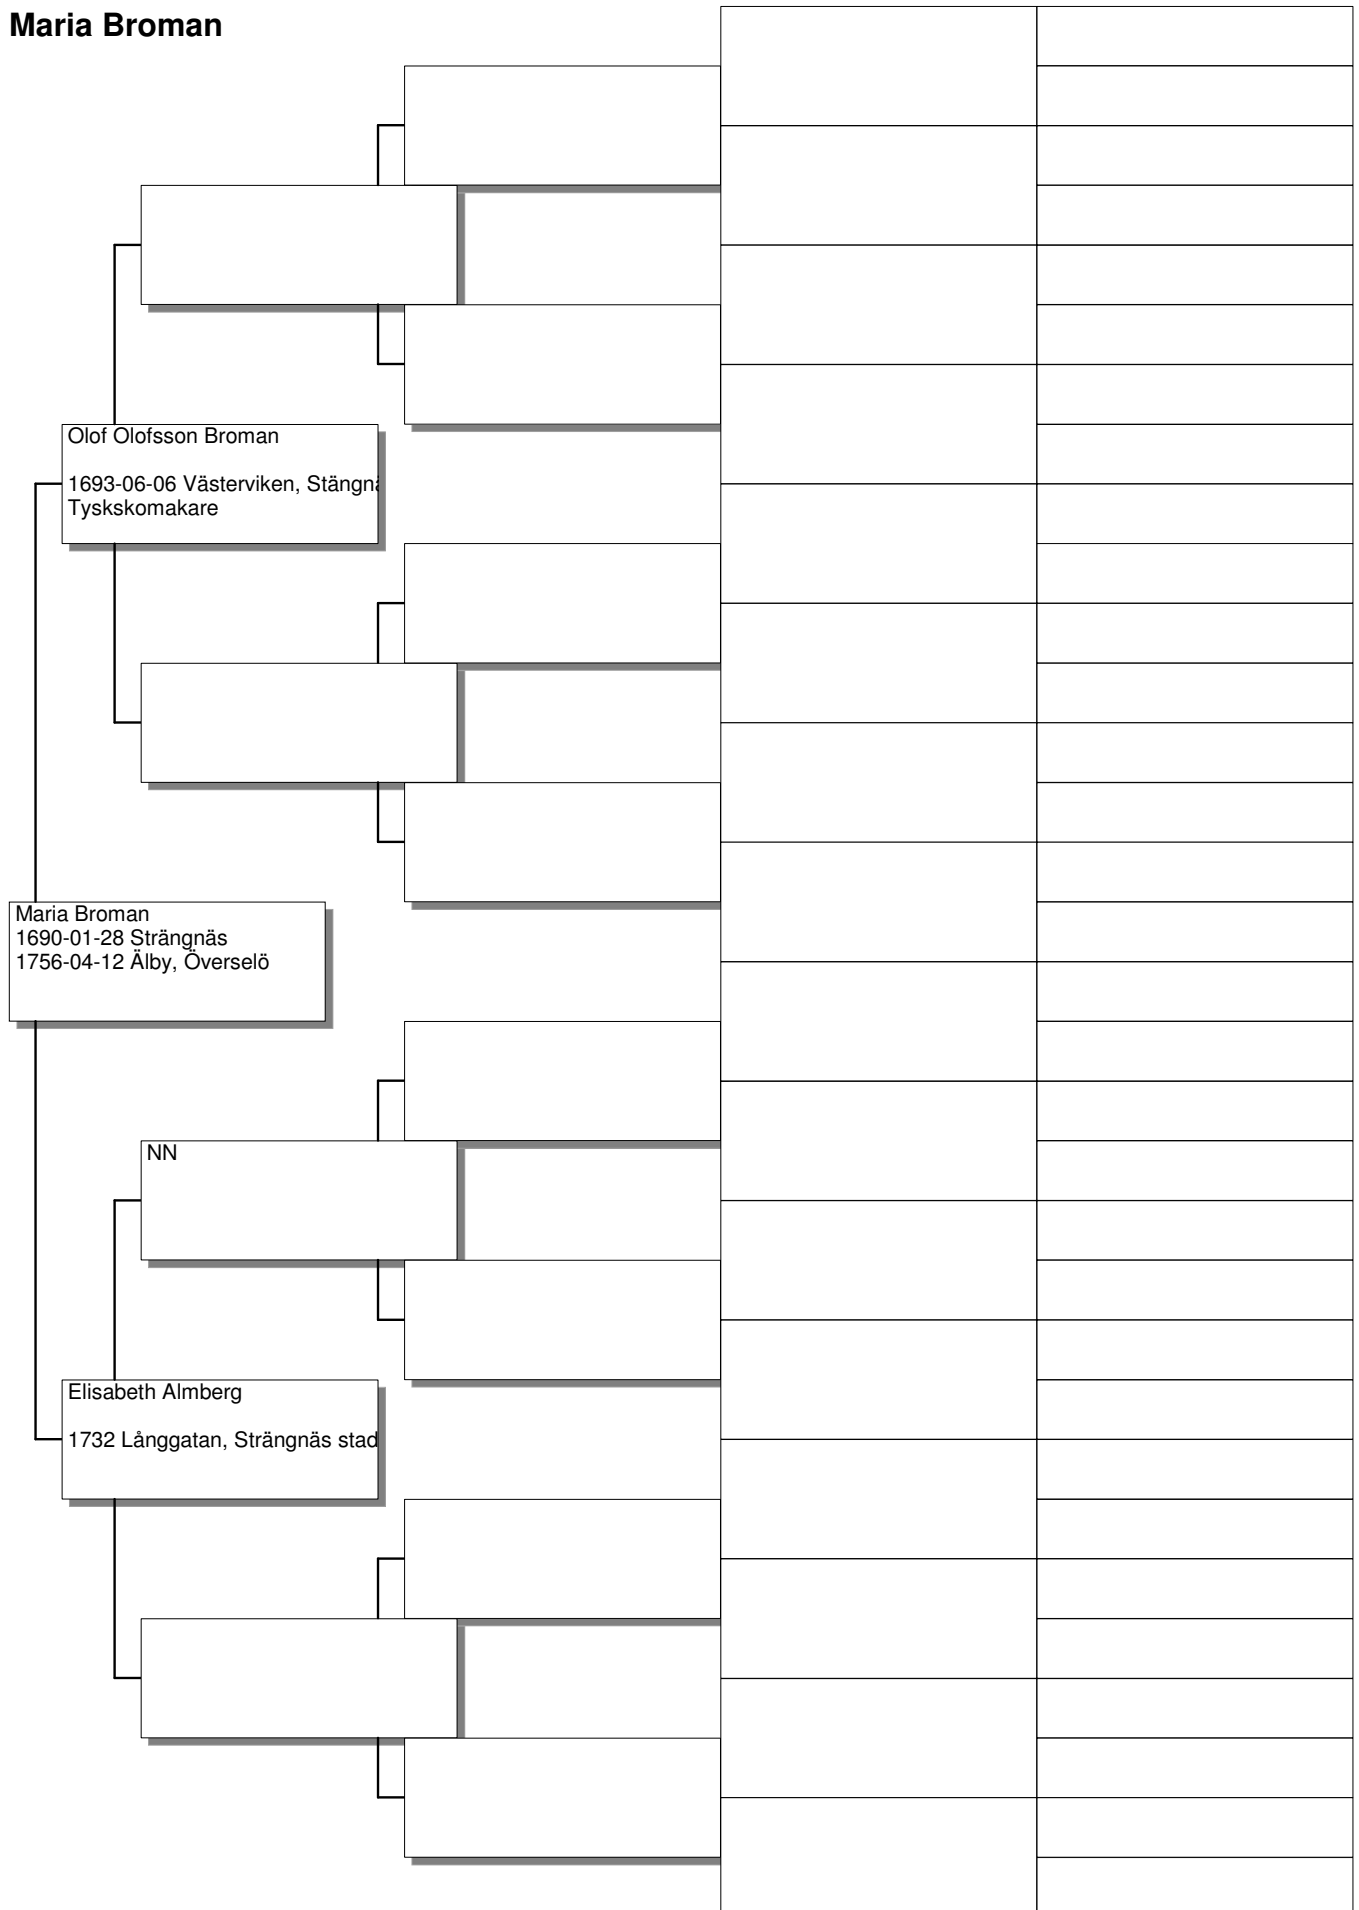 Maria Broman
Olof Olofsson Broman
1693-06-06 Västerviken, Stängnä
Tyskskomakare
Maria Broman
1690-01-28 Strängnäs
1756-04-12 Älby, Överselö
NN
Elisabeth Almberg
1732 Långgatan, Strängnäs stad